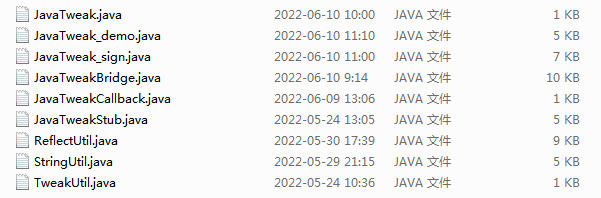 JavaTweak.java 2022-06-10 10:00 JAVA 文件 1 KB
JavaTweak_demo.java 2022-06-10 11:10 JAVA 文件 5 KB
JavaTweak_sign.java 2022-06-10 11:00 JAVA 文件 7 KB
JavaTweakBridge.java 2022-06-10 9:14 JAVA 文件 10 KB
JavaTweakCallback.java 2022-06-09 13:06 JAVA 文件 1 KB
JavaTweakStub.java 2022-05-24 13:05 JAVA 文件 5 KB
ReflectUtil.java 2022-05-30 17:39 JAVA 文件 9 KB
StringUtil.java 2022-05-29 21:15 JAVA 文件 5 KB
TweakUtil.java 2022-05-24 10:36 JAVA 文件 1 KB